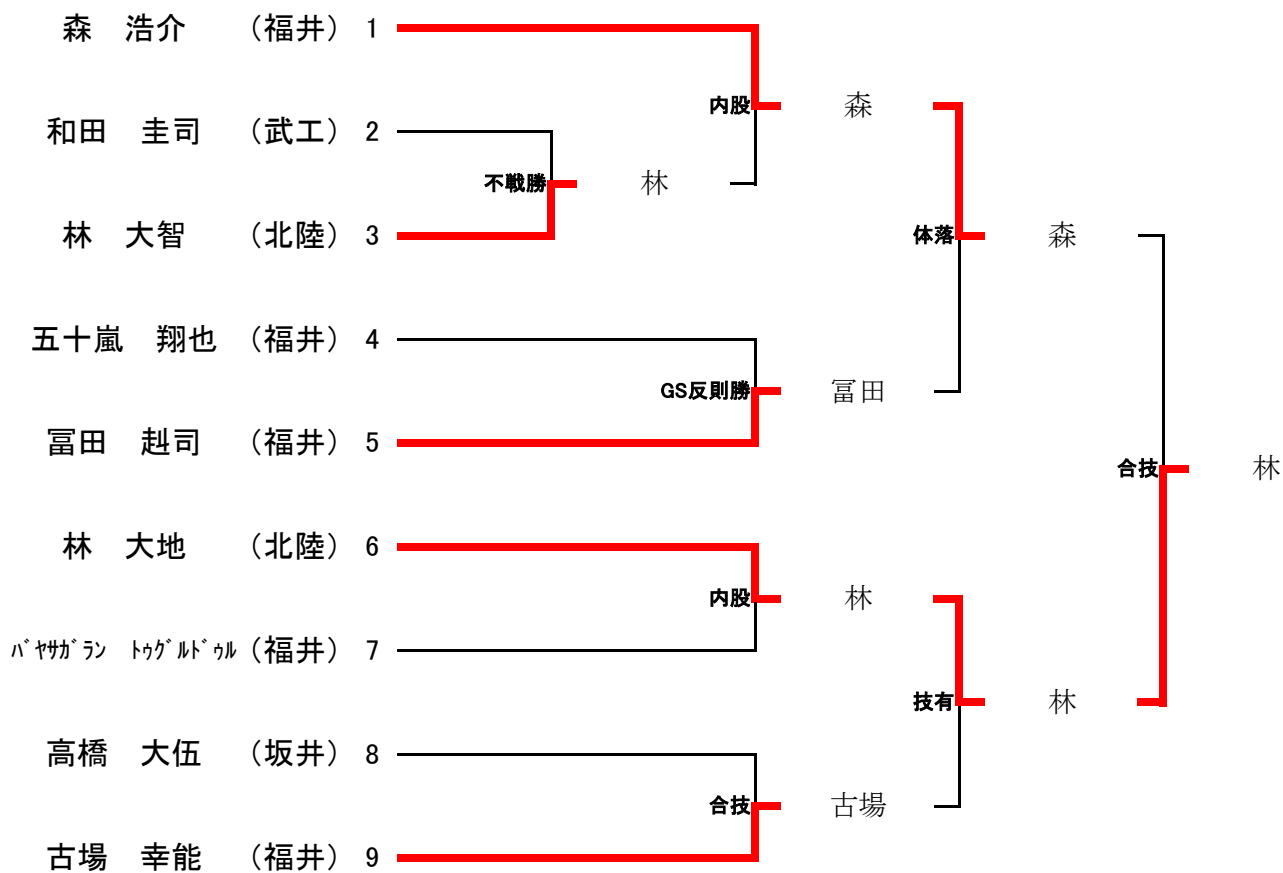 森　浩介　（福井） 1
内股
森
和田　圭司　（武工） 2
不戦勝
林
林　大智　（北陸） 3
体落
森
五十嵐　翔也　（福井） 4
GS反則勝
冨田
冨田　赳司　（福井） 5
合技
林
林　大地　（北陸） 6
内股
林
ﾊﾞﾔｻｶﾞﾗﾝ　ﾄｩｸﾞﾙﾄﾞｩﾙ（福井） 7
技有
林
高橋　大伍　（坂井） 8
合技
古場
古場　幸能　（福井） 9